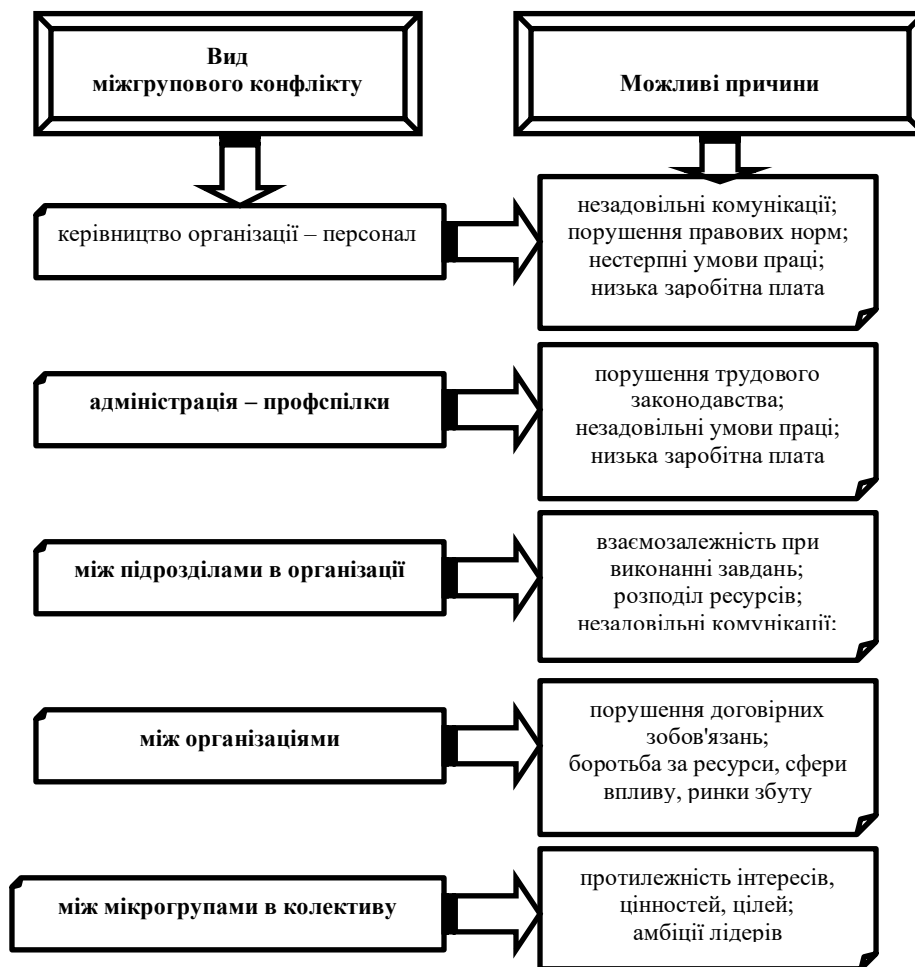 Вид
міжгрупового конфлікту
Можливі причини
керівництво організації – персонал
незадовільні комунікації;
порушення правових норм;
нестерпні умови праці;
низька заробітна плата
адміністрація – профспілки
порушення трудового
законодавства;
незадовільні умови праці;
низька заробітна плата
між підрозділами в організації
взаємозалежність при
виконанні завдань;
розподіл ресурсів;
незадовільні комунікації;
між організаціями
порушення договірних
зобов'язань;
боротьба за ресурси, сфери
впливу, ринки збуту
між мікрогрупами в колективу
протилежність інтересів,
цінностей, цілей;
амбіції лідерів